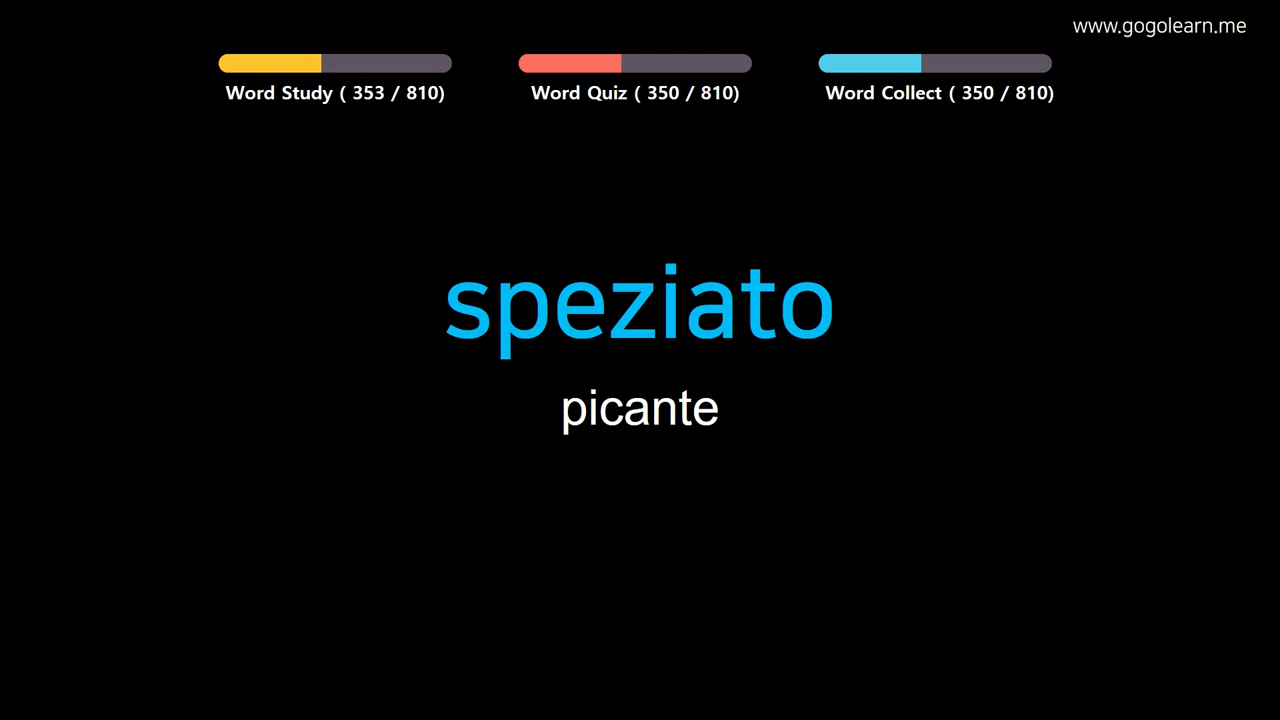 www.gogolearn.me
Word Study ( 353 / 810)
Word Quiz ( 350 / 810)
Word Collect ( 350 / 810)
speziato
picante